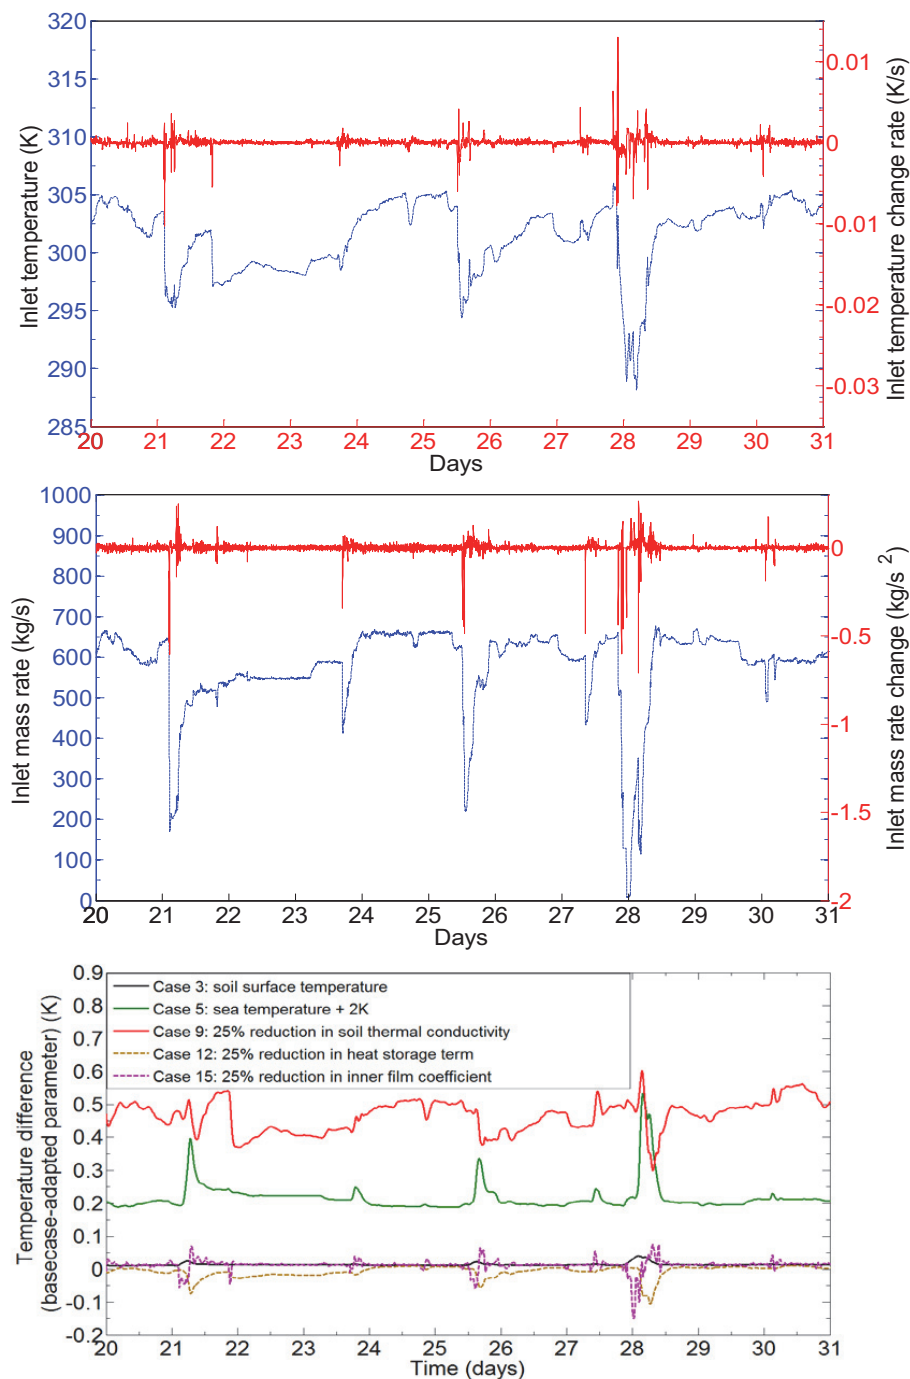 320
315
310
305
300
295
290
285
Inlet temperature (K)
0.01
0
-0.01
-0.02
-0.03
Inlet temperature change rate (K/s)
20 21 22 23 24 25 26 27 28 29 30 31
Days
1000
900
800
700
600
500
400
300
200
100
0
Inlet mass rate (kg/s)
0
-0.5
-1
-1.5
-2
Inlet mass rate change (kg/s ²)
20 21 22 23 24 25 26 27 28 29 30 31
Days
0.9
0.8
0.7
0.6
0.5
0.4
0.3
0.2
0.1
0
-0.1
-0.2
Temperature difference
(basecase-adapted parameter) (K)
Case 3: soil surface temperature
Case 5: sea temperature + 2K
Case 9: 25% reduction in soil thermal conductivity
Case 12: 25% reduction in heat storage term
Case 15: 25% reduction in inner film coefficient
20 21 22 23 24 25 26 27 28 29 30 31
Time (days)